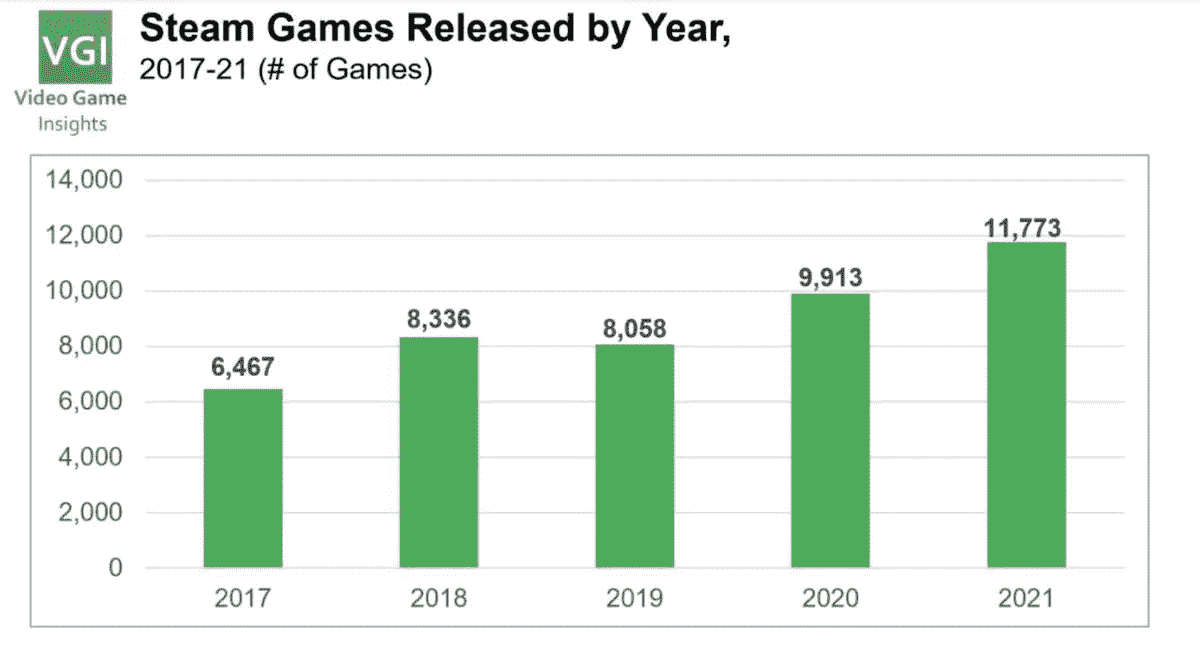 VGI
Video Game
Insights
Steam Games Released by Year,
2017-21 (# of Games)
14,000
12,000
10,000
8,000
6,000
4,000
2,000
0
6,467
8,336
8,058
9,913
11,773
2017 2018 2019 2020 2021